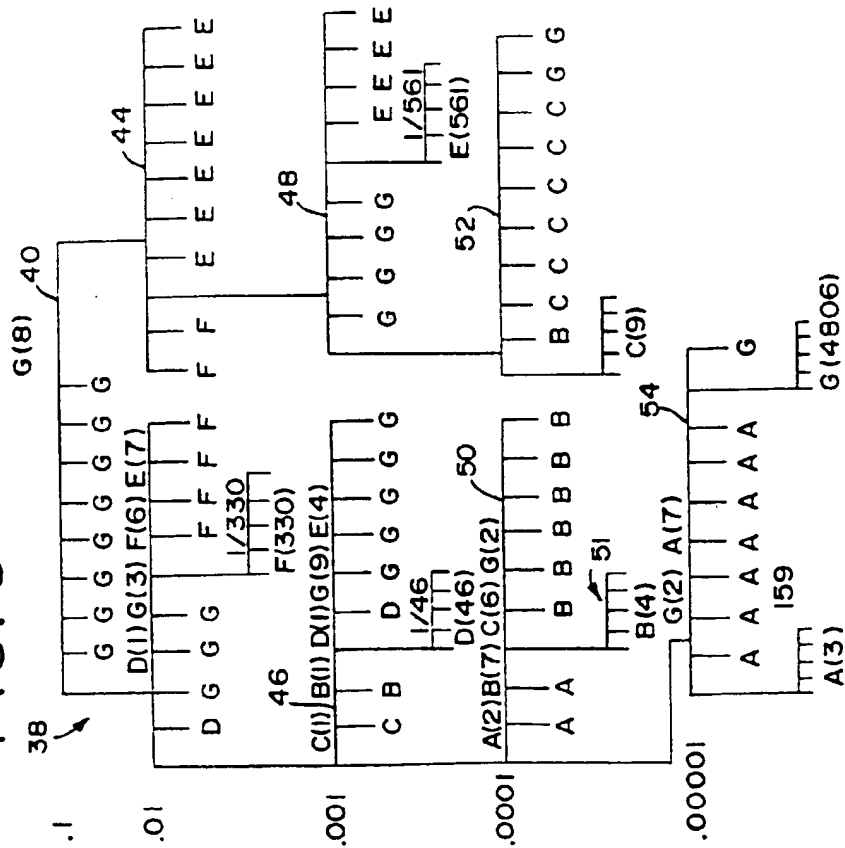 38
G(8)
40
.1
G G G G G G G G
D(1) G(3) F(6) E(7)
44
.01
D G G G F F F F F F E E E E E E E
1/330
F(330)
C(1) B(1) D(1) G(9) E(4)
46
48
.001
C B D G G G G G G G G G E E E E
1/46
D(46)
1/561
E(561)
A(2) B(7) C(6) G(2)
50
52
.0001
A A B B B B B B B C C C C C C G G
51
B(4)
C(9)
G(2) A(7)
54
.00001
A A A A A A A G
159
A(3)
G(4806)